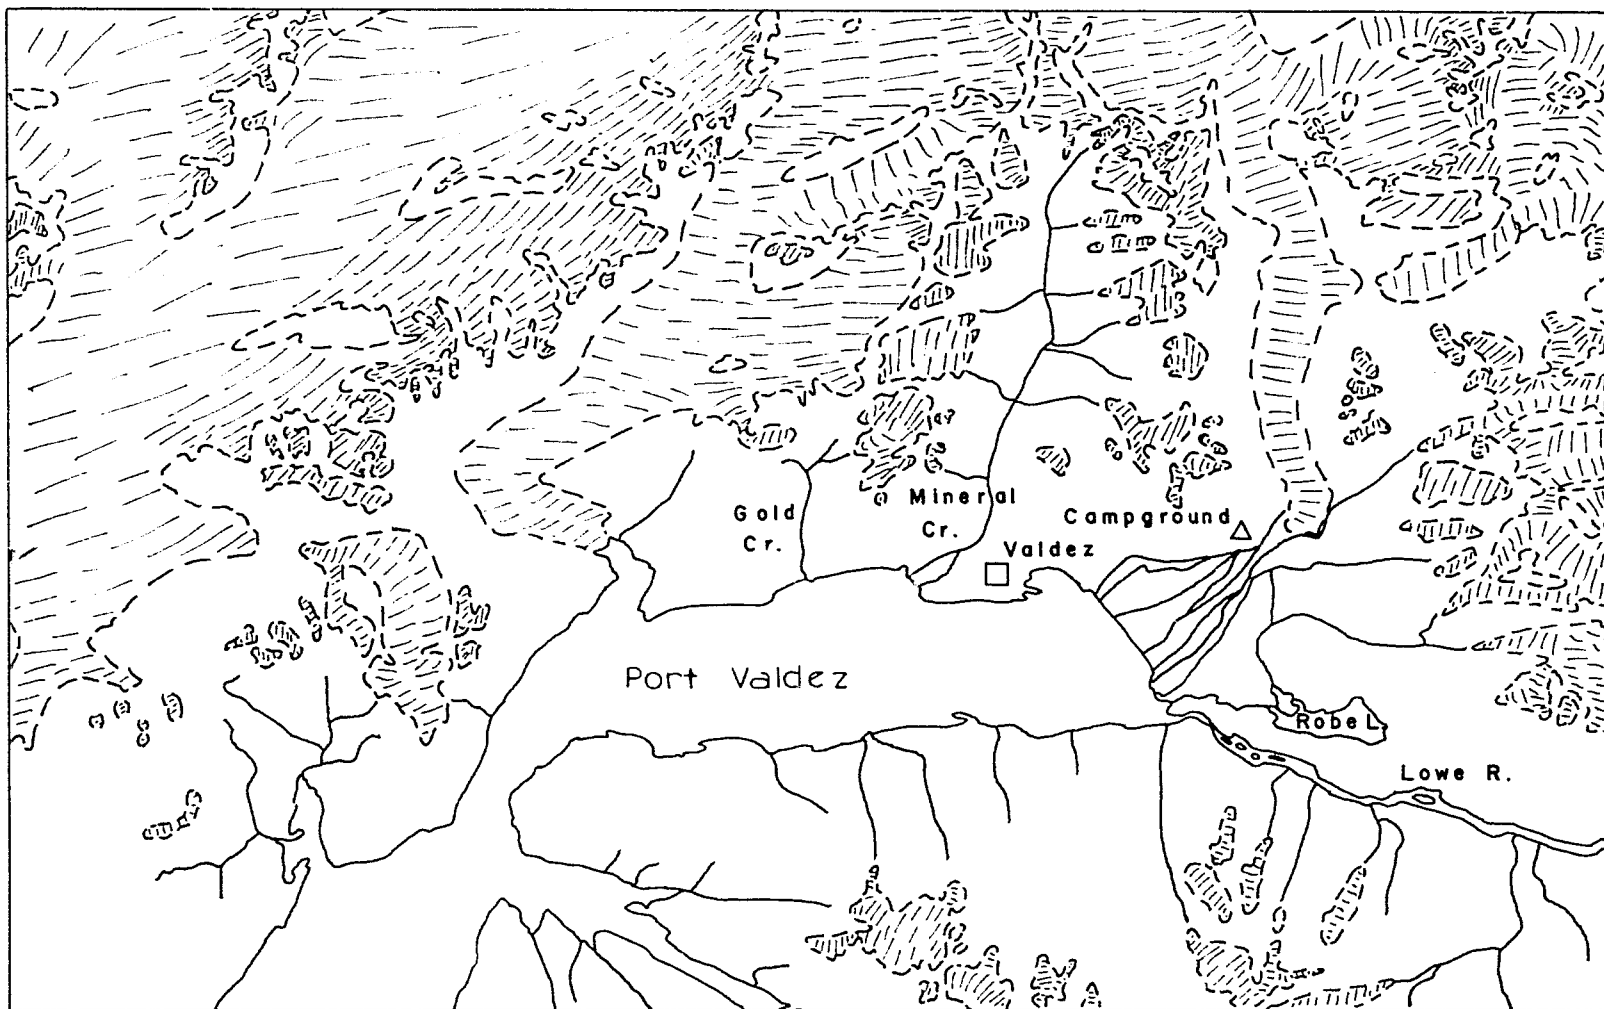 Gold
Cr.
Mineral
Cr.
Campground
Valdez
Port Valdez
Robe L
Lowe R.